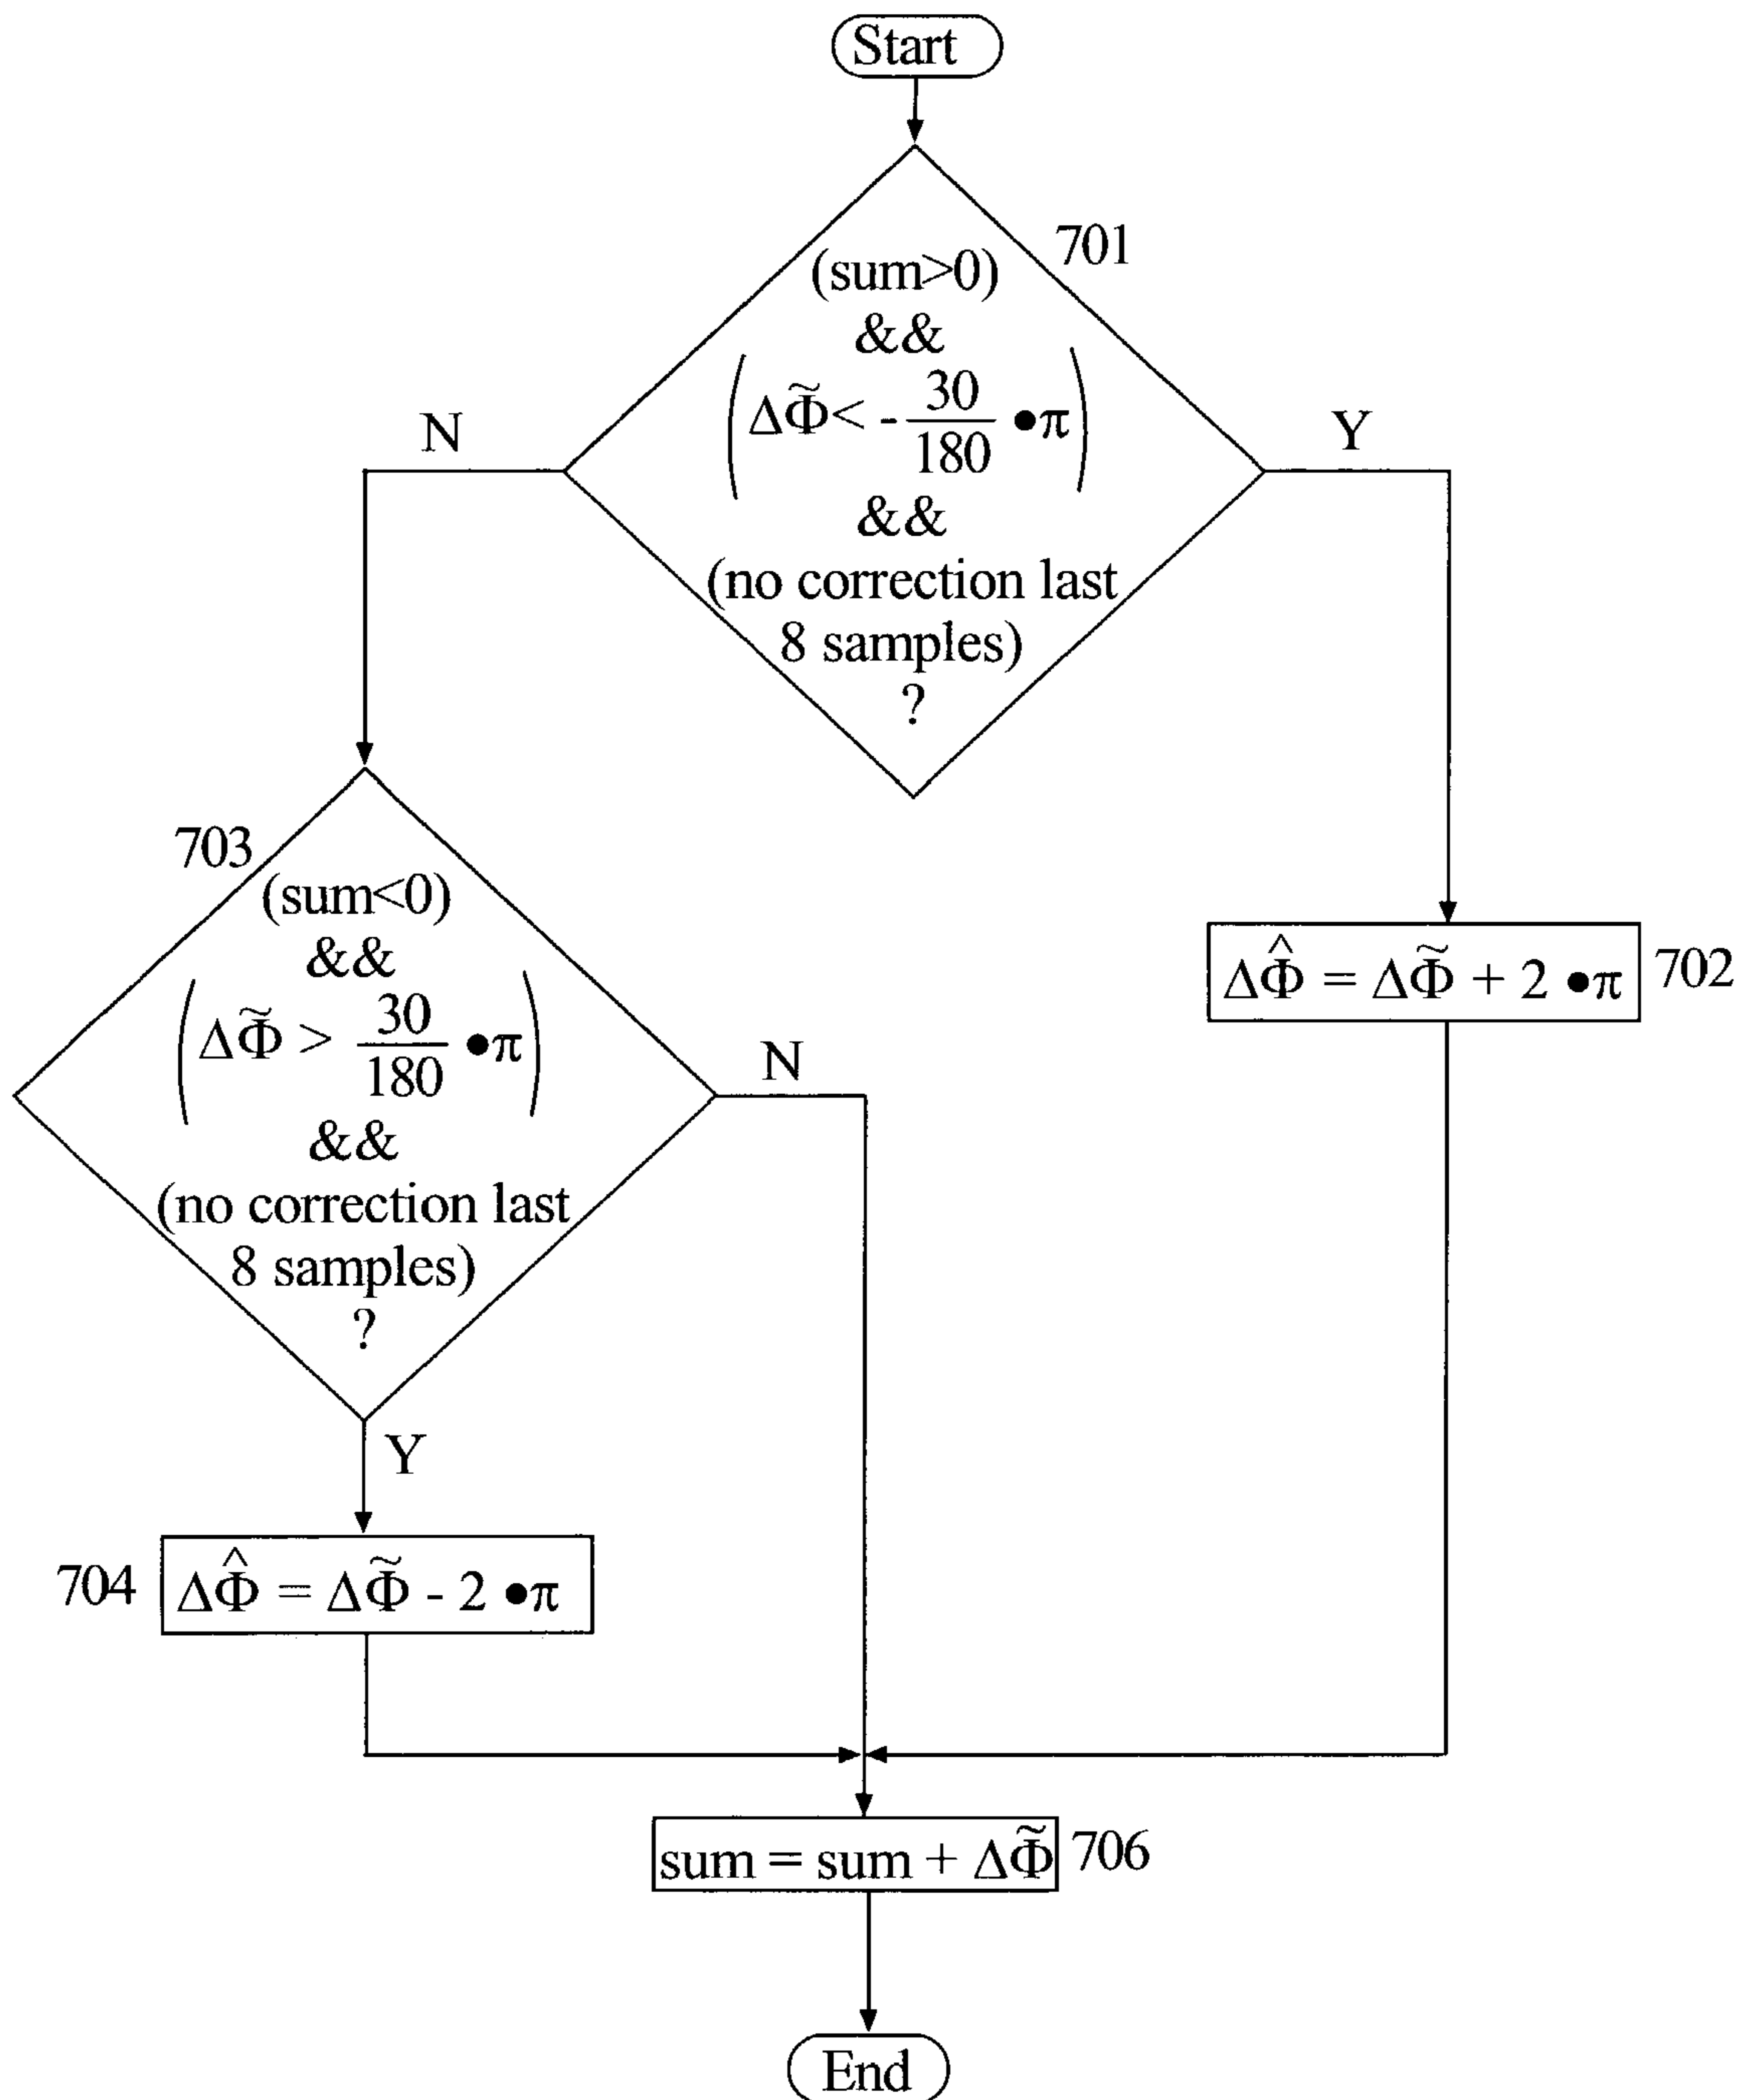 Start
701
(sum>0)
&&
(ΔΦ̃ < - 30/180 •π)
&&
(no correction last
8 samples)
?
N
Y
703
(sum<0)
&&
(ΔΦ̃ > 30/180 •π)
&&
(no correction last
8 samples)
?
N
Y
ΔΦ̂ = ΔΦ̃ + 2 •π
702
704
ΔΦ̂ = ΔΦ̃ - 2 •π
sum = sum + ΔΦ̃
706
End